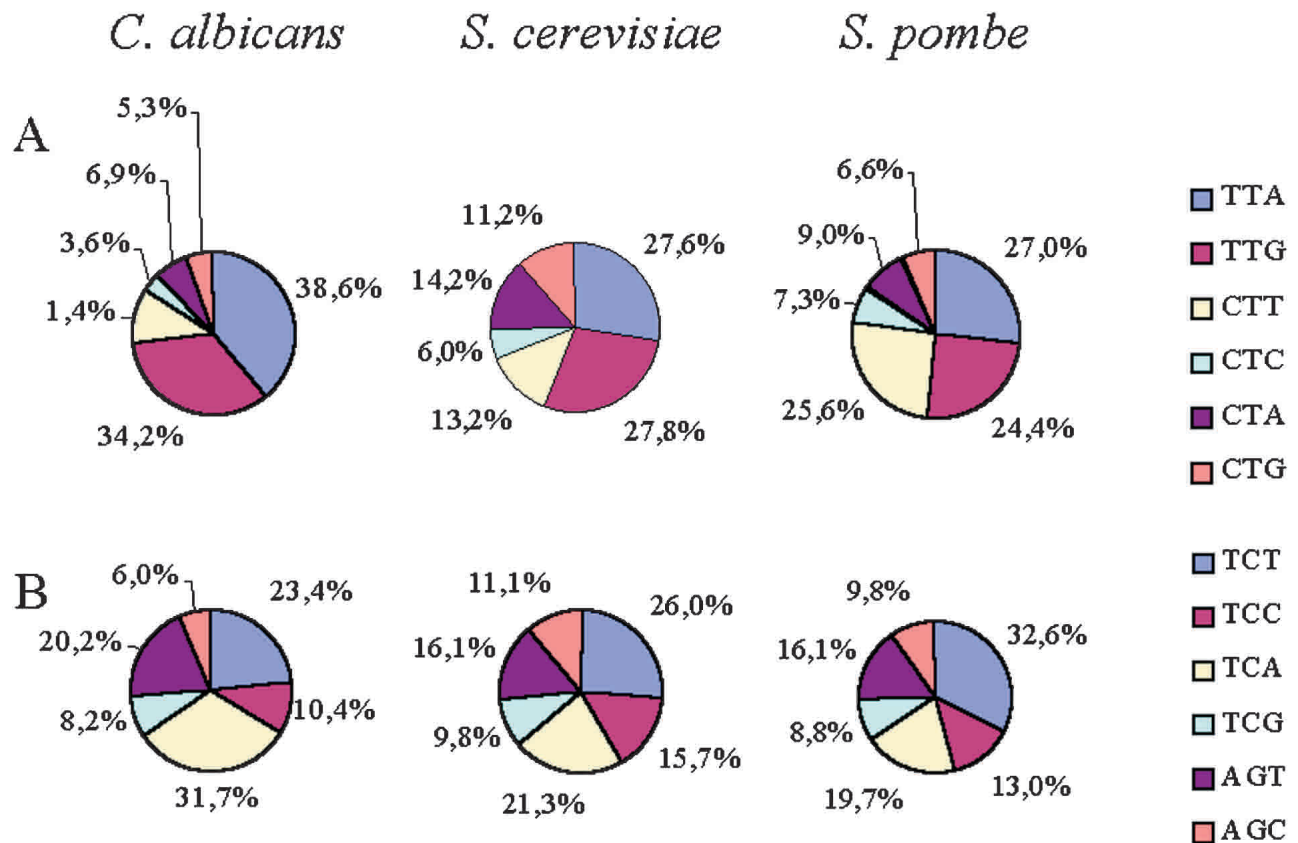 C. albicans S. cerevisiae S. pombe
A
5,3%
6,9%
3,6%
1,4%
38,6%
34,2%
11,2%
27,6%
14,2%
6,0%
13,2%
27,8%
6,6%
9,0%
27,0%
7,3%
25,6%
24,4%
TTA
TTG
CTT
CTC
CTA
CTG
B
6,0%
23,4%
20,2%
8,2%
10,4%
31,7%
11,1%
26,0%
16,1%
9,8%
15,7%
21,3%
9,8%
32,6%
16,1%
8,8%
19,7%
13,0%
TCT
TCC
TCA
TCG
AGT
AGC